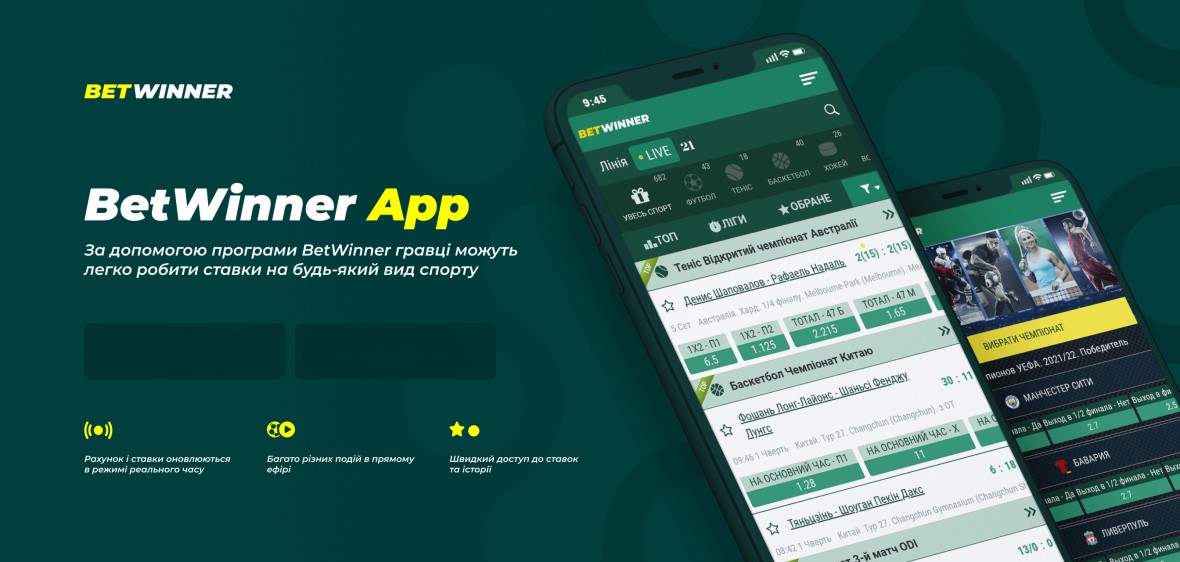 BETWINNER
BetWinner App
За допомогою програми BetWinner гравці можуть
легко робити ставки на будь-який вид спорту
Рахунок і ставки оновлюються
в режимі реального часу
Багато різних подій в прямому
ефірі
Швидкий доступ до ставок
та історії
9:45
BETWINNER
Лінія LIVE 21
682 43 18 40 26
УВЕСЬ СПОРТ ФУТБОЛ ТЕНІС БАСКЕТБОЛ ХОКЕЙ
ТОП ЛІГИ ОБРАНЕ
TOP Теніс Відкритий чемпіонат Австралії
Денис Шаповалов - Рафаель Надаль 2(15) : 2(15)
5 Сет Австралія. Хард. 1/4 фіналу. Melbourne Park (Melbourne).
1X2 - П1 1X2 - П2 ТОТАЛ - 47 Б ТОТАЛ - 47 М
6.5 1.125 2.215 1.65
TOP Баскетбол Чемпіонат Китаю
Фошань Лонг-Лайонс - Шаньсі Фенджу
Лунгс
30 : 11
09:46 1 Чверть Китай. Тур 27. Changchun (Changchun). з ОТ
НА ОСНОВНИЙ ЧАС - П1 НА ОСНОВНИЙ ЧАС - X НА О
1.28 11
Тяньцзінь - Шоуган Пекін Дакс 6 : 18
08:42 1 Чверть Китай. Тур 27. Changchun Gymnasium (Changchun
3-й матч ODI
13/0 : 0
ВИБРАТИ ЧЕМПІОНАТ
пионов УЕФА. 2021/22. Победитель
МАНЧЕСТЕР СИТИ
нала - Да Выход в 1/2 финала - Нет Выход в фи
2.7 2.5
БАВАРИЯ
нала - Да Выход в 1/2 финала - Нет Вых
2.7
ЛИВЕРПУЛЬ
Выход в 1/2 финала - Нет